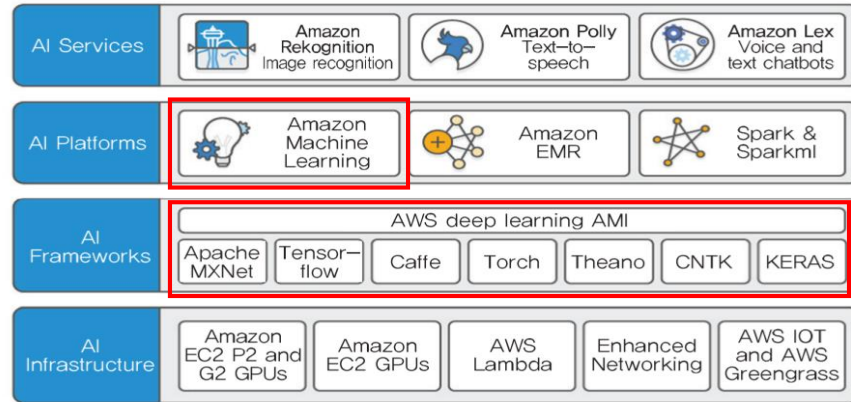 AI Services
Amazon
Rekognition
Image recognition
Amazon Polly
Text-to-
speech
Amazon Lex
Voice and
text chatbots
AI Platforms
Amazon
Machine
Learning
Amazon
EMR
Spark &
Sparkml
AI
Frameworks
AWS deep learning AMI
Apache
MXNet
Tensor-
flow
Caffe
Torch
Theano
CNTK
KERAS
AI
Infrastructure
Amazon
EC2 P2 and
G2 GPUs
Amazon
EC2 GPUs
AWS
Lambda
Enhanced
Networking
AWS IOT
and AWS
Greengrass